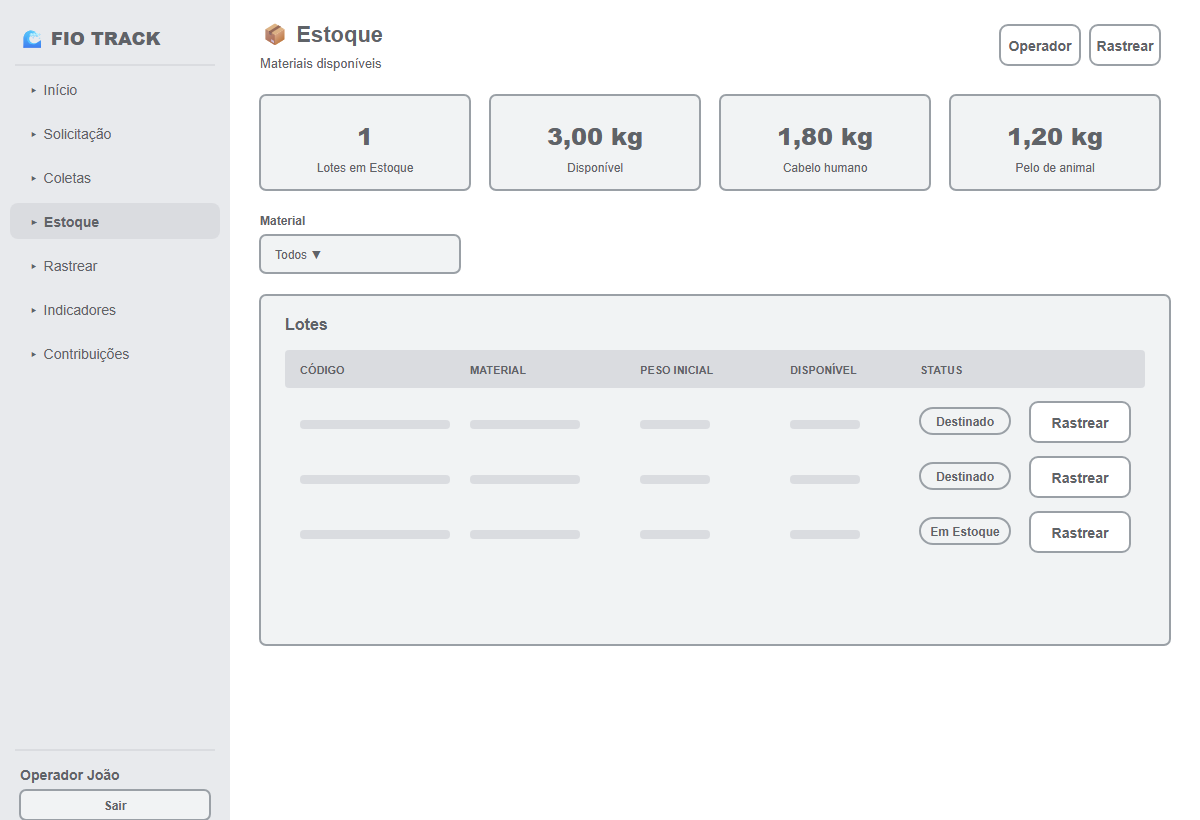 🌊 FIO TRACK
▸ Início
▸ Solicitação
▸ Coletas
▸ Estoque
▸ Rastrear
▸ Indicadores
▸ Contribuições
Operador João
Sair
📦 Estoque
Materiais disponíveis
Operador Rastrear
1
Lotes em Estoque
3,00 kg
Disponível
1,80 kg
Cabelo humano
1,20 kg
Pelo de animal
Material
Todos ▼
Lotes
CÓDIGO MATERIAL PESO INICIAL DISPONÍVEL STATUS
Destinado Rastrear
Destinado Rastrear
Em Estoque Rastrear